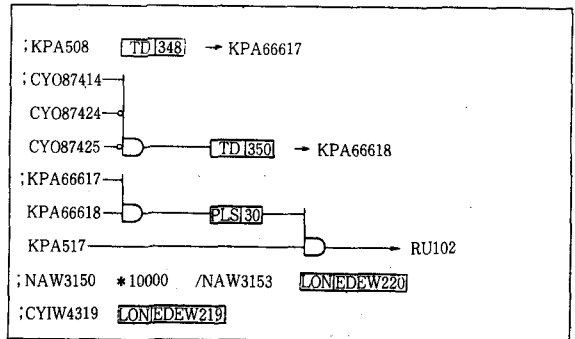 ;KPA508 TD 348 → KPA66617
;CYO87414
CYO87424
CYO87425 TD 350 → KPA66618
;KPA66617
KPA66618 PLS 30
KPA517 RU102
;NAW3150 *10000 /NAW3153 LON EDEW220
;CYIW4319 LON EDEW219